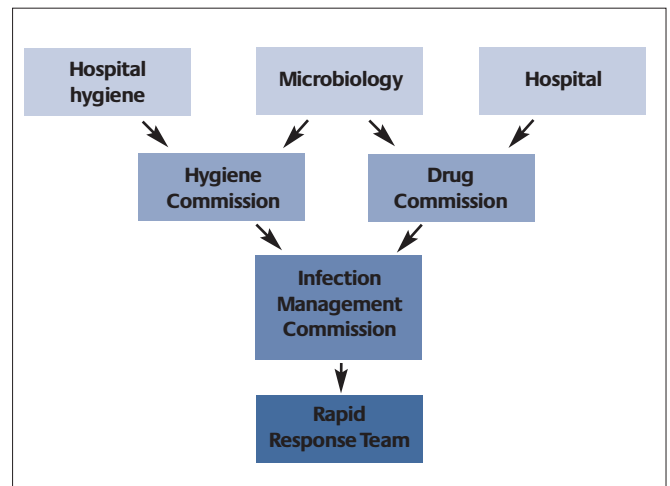 Hospital
hygiene
Microbiology
Hospital
Hygiene
Commission
Drug
Commission
Infection
Management
Commission
Rapid
Response Team